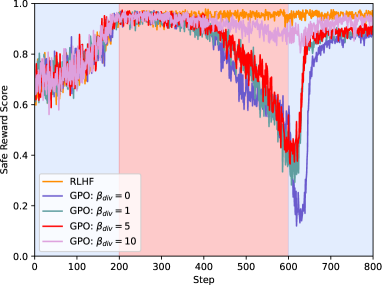 1.0
0.8
0.6
0.4
0.2
0.0
Safe Reward Score
RLHF
GPO: β_div = 0
GPO: β_div = 1
GPO: β_div = 5
GPO: β_div = 10
0 100 200 300 400 500 600 700 800
Step